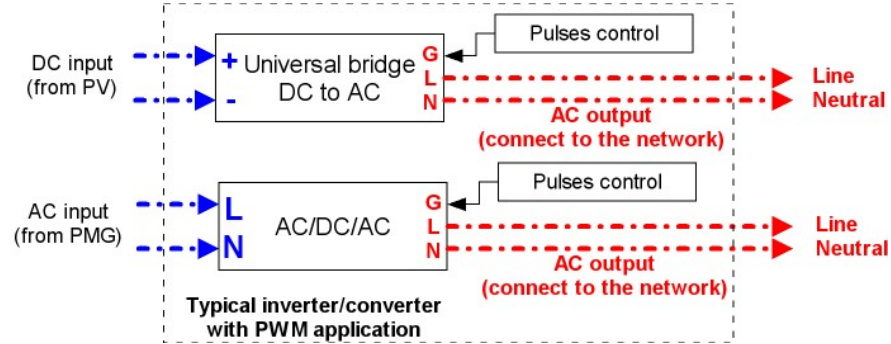 Pulses control
DC input
(from PV)
+
-
Universal bridge
DC to AC
G
L
N
Line
Neutral
AC output
(connect to the network)
Pulses control
AC input
(from PMG)
L
N
AC/DC/AC
G
L
N
Line
Neutral
AC output
(connect to the network)
Typical inverter/converter
with PWM application